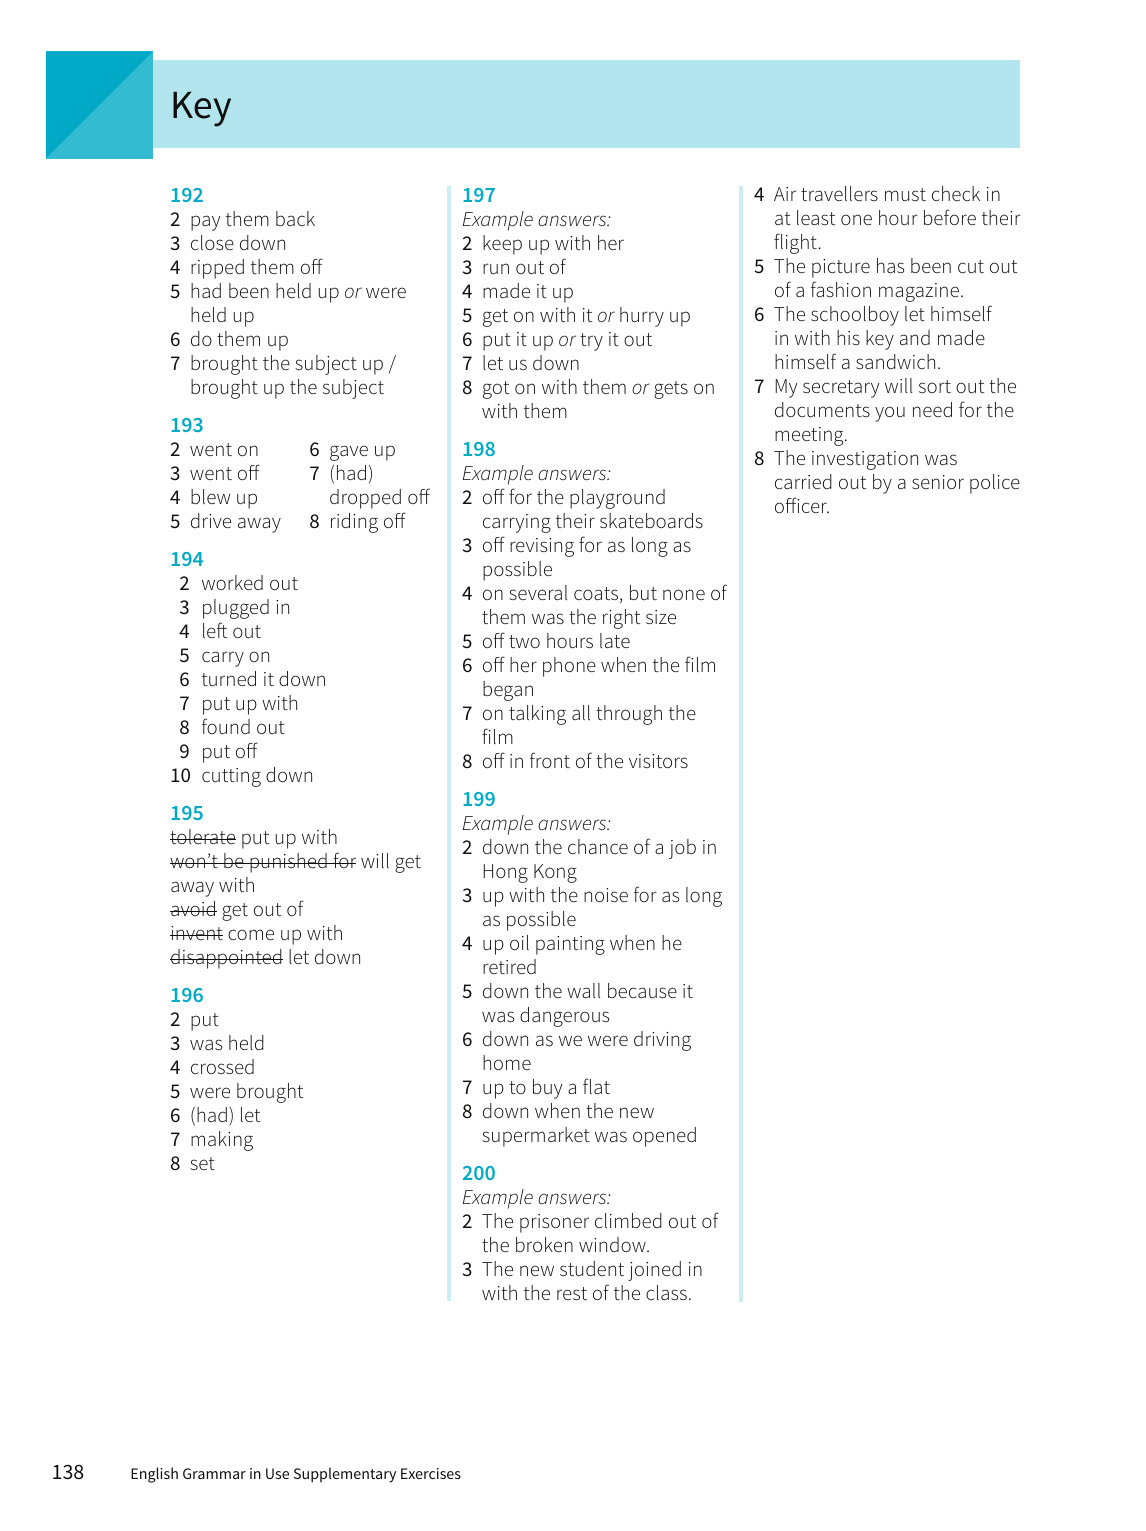 Key
192
2 pay them back
3 close down
4 ripped them off
5 had been held up or were
held up
6 do them up
7 brought the subject up /
brought up the subject
193
2 went on
3 went off
4 blew up
5 drive away
6 gave up
7 (had)
dropped off
8 riding off
194
2 worked out
3 plugged in
4 left out
5 carry on
6 turned it down
7 put up with
8 found out
9 put off
10 cutting down
195
tolerate put up with
won’t be punished for will get
away with
avoid get out of
invent come up with
disappointed let down
196
2 put
3 was held
4 crossed
5 were brought
6 (had) let
7 making
8 set
197
Example answers:
2 keep up with her
3 run out of
4 made it up
5 get on with it or hurry up
6 put it up or try it out
7 let us down
8 got on with them or gets on
with them
198
Example answers:
2 off for the playground
carrying their skateboards
3 off revising for as long as
possible
4 on several coats, but none of
them was the right size
5 off two hours late
6 off her phone when the film
began
7 on talking all through the
film
8 off in front of the visitors
199
Example answers:
2 down the chance of a job in
Hong Kong
3 up with the noise for as long
as possible
4 up oil painting when he
retired
5 down the wall because it
was dangerous
6 down as we were driving
home
7 up to buy a flat
8 down when the new
supermarket was opened
200
Example answers:
2 The prisoner climbed out of
the broken window.
3 The new student joined in
with the rest of the class.
4 Air travellers must check in
at least one hour before their
flight.
5 The picture has been cut out
of a fashion magazine.
6 The schoolboy let himself
in with his key and made
himself a sandwich.
7 My secretary will sort out the
documents you need for the
meeting.
8 The investigation was
carried out by a senior police
officer.
138 English Grammar in Use Supplementary Exercises